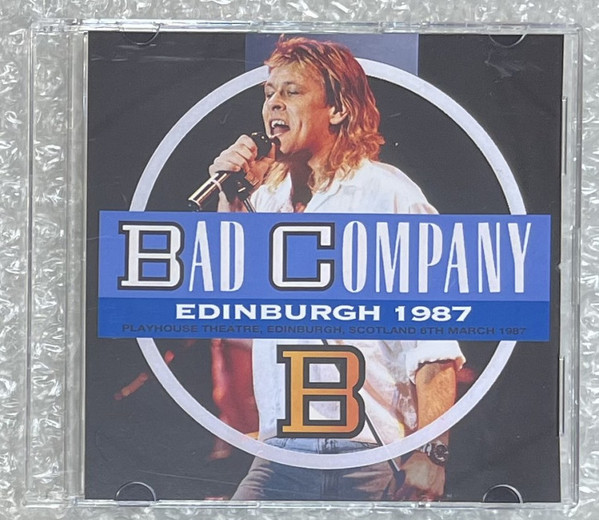 BAD COMPANY
EDINBURGH 1987
PLAYHOUSE THEATRE, EDINBURGH, SCOTLAND 6TH MARCH 1987
B